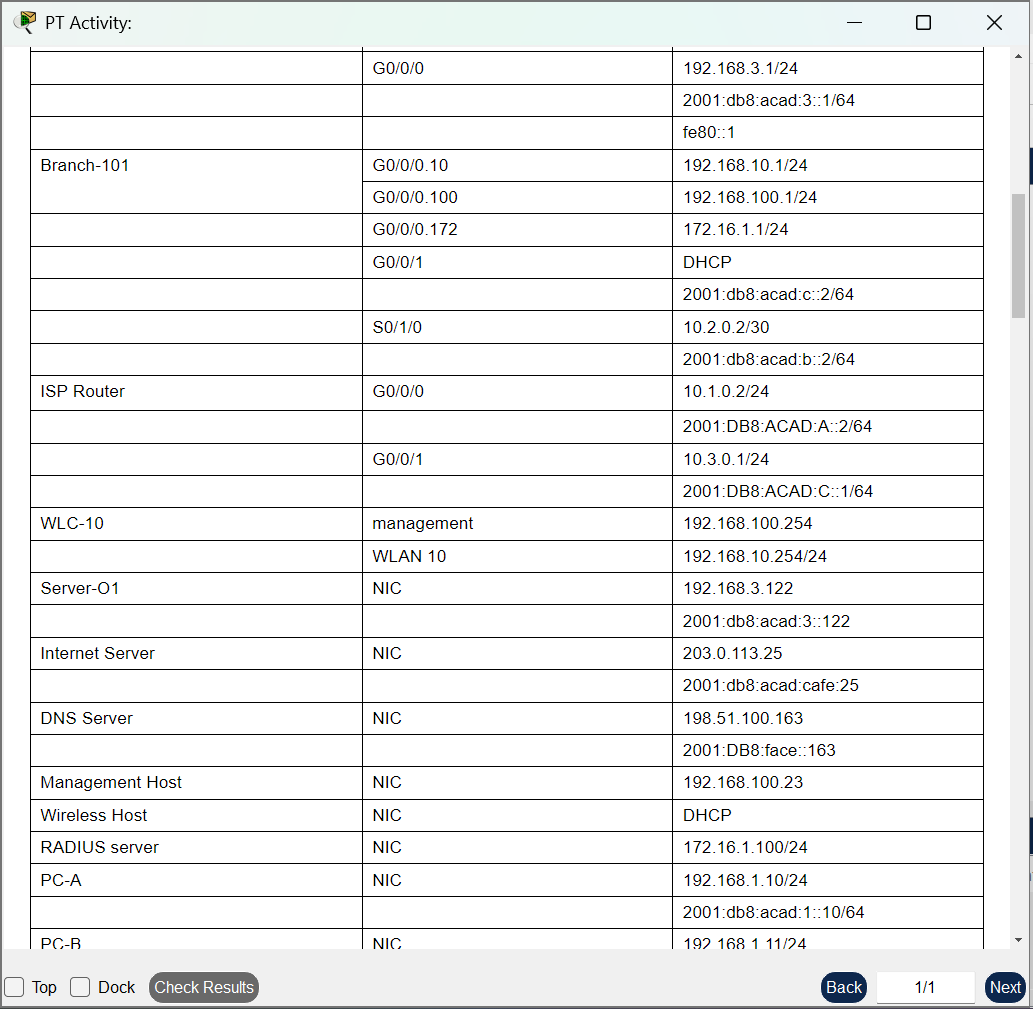 PT Activity:
G0/0/0 192.168.3.1/24
2001:db8:acad:3::1/64
fe80::1
Branch-101 G0/0/0.10 192.168.10.1/24
G0/0/0.100 192.168.100.1/24
G0/0/0.172 172.16.1.1/24
G0/0/1 DHCP
2001:db8:acad:c::2/64
S0/1/0 10.2.0.2/30
2001:db8:acad:b::2/64
ISP Router G0/0/0 10.1.0.2/24
2001:DB8:ACAD:A::2/64
G0/0/1 10.3.0.1/24
2001:DB8:ACAD:C::1/64
WLC-10 management 192.168.100.254
WLAN 10 192.168.10.254/24
Server-O1 NIC 192.168.3.122
2001:db8:acad:3::122
Internet Server NIC 203.0.113.25
2001:db8:acad:cafe:25
DNS Server NIC 198.51.100.163
2001:DB8:face::163
Management Host NIC 192.168.100.23
Wireless Host NIC DHCP
RADIUS server NIC 172.16.1.100/24
PC-A NIC 192.168.1.10/24
2001:db8:acad:1::10/64
PC-B NIC 192.168.1.11/24
Top Dock Check Results Back 1/1 Next